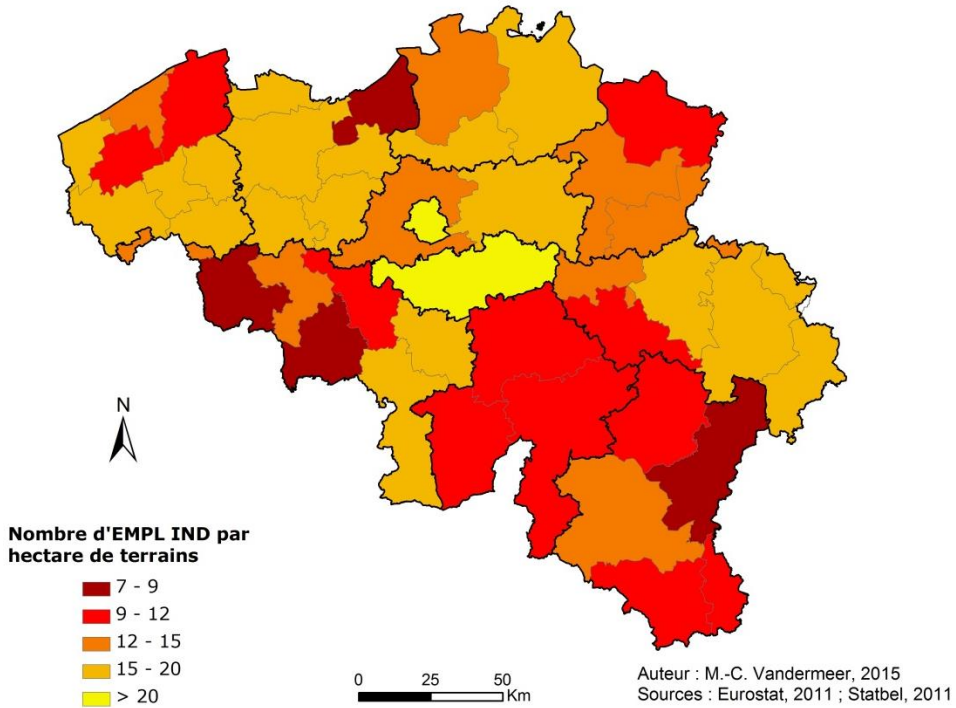 N
Nombre d'EMPL IND par
hectare de terrains
7 - 9
9 - 12
12 - 15
15 - 20
> 20
0 25 50
Km
Auteur : M.-C. Vandermeer, 2015
Sources : Eurostat, 2011 ; Statbel, 2011